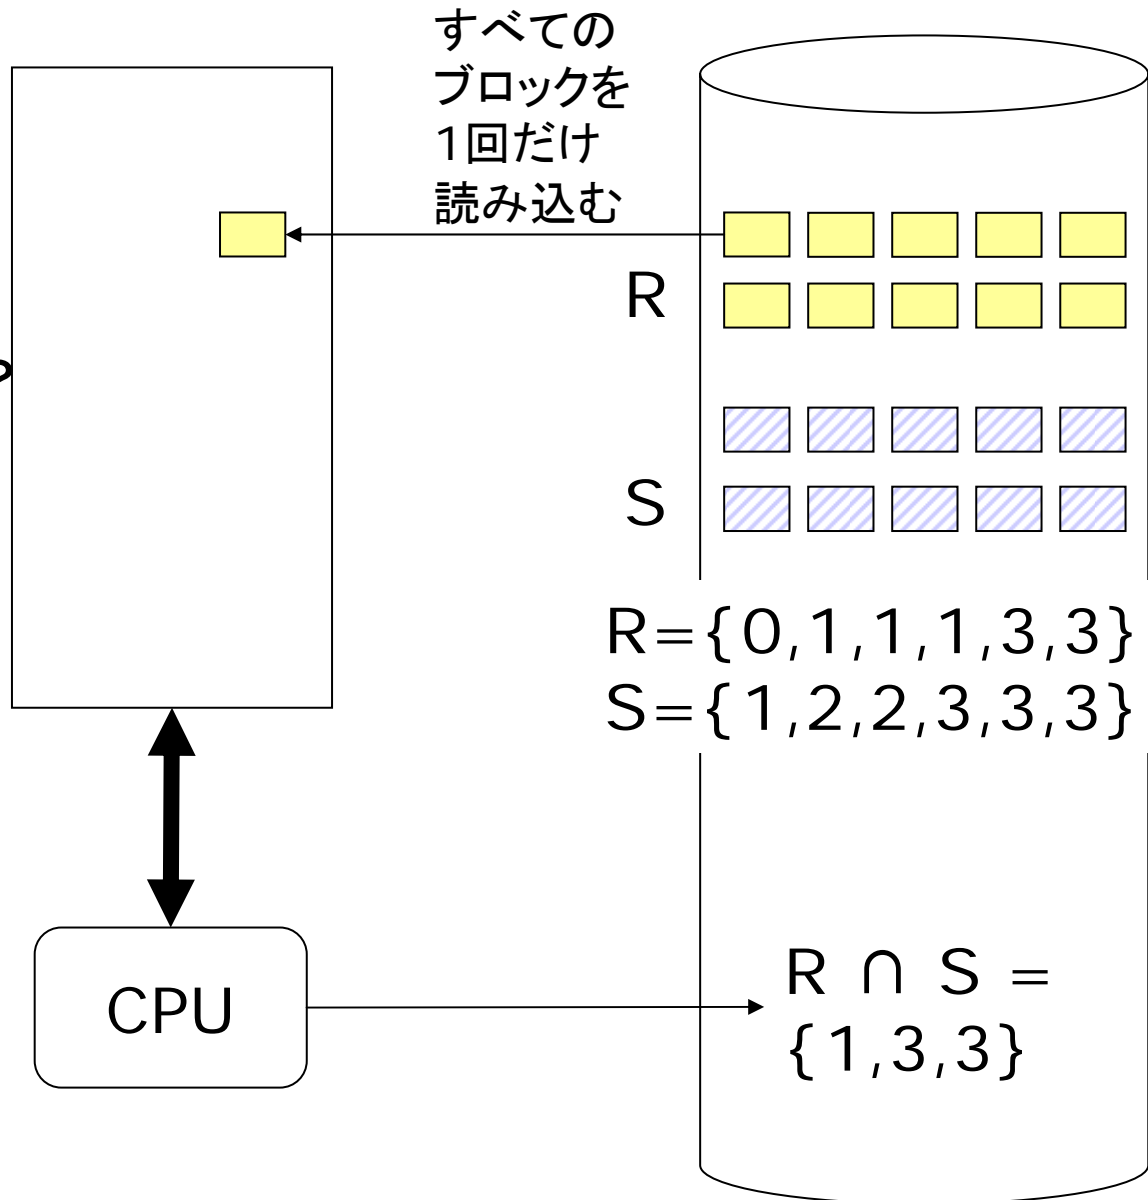 すべての
ブロックを
1回だけ
読み込む
R
S
R={0,1,1,1,3,3}
S={1,2,2,3,3,3}
CPU
R ∩ S =
{1,3,3}